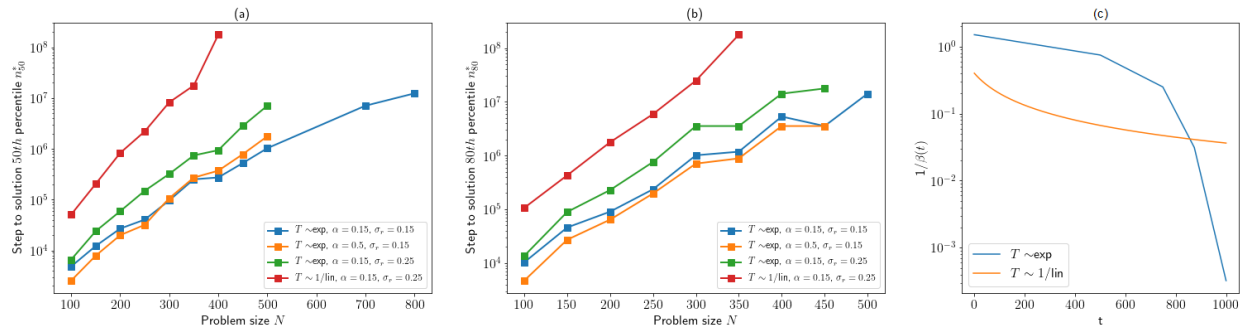 (a)
Step to solution 50th percentile n*50
10^8
10^7
10^6
10^5
10^4
100
200
300
400
500
600
700
800
Problem size N
T ~exp, α = 0.15, σr = 0.15
T ~exp, α = 0.5, σr = 0.15
T ~exp, α = 0.15, σr = 0.25
T ~ 1/lin, α = 0.15, σr = 0.25
(b)
Step to solution 80th percentile n*80
10^8
10^7
10^6
10^5
10^4
100
150
200
250
300
350
400
450
500
Problem size N
T ~exp, α = 0.15, σr = 0.15
T ~exp, α = 0.5, σr = 0.15
T ~exp, α = 0.15, σr = 0.25
T ~ 1/lin, α = 0.15, σr = 0.25
(c)
1/β(t)
10^0
10^-1
10^-2
10^-3
0
200
400
600
800
1000
t
T ~exp
T ~ 1/lin